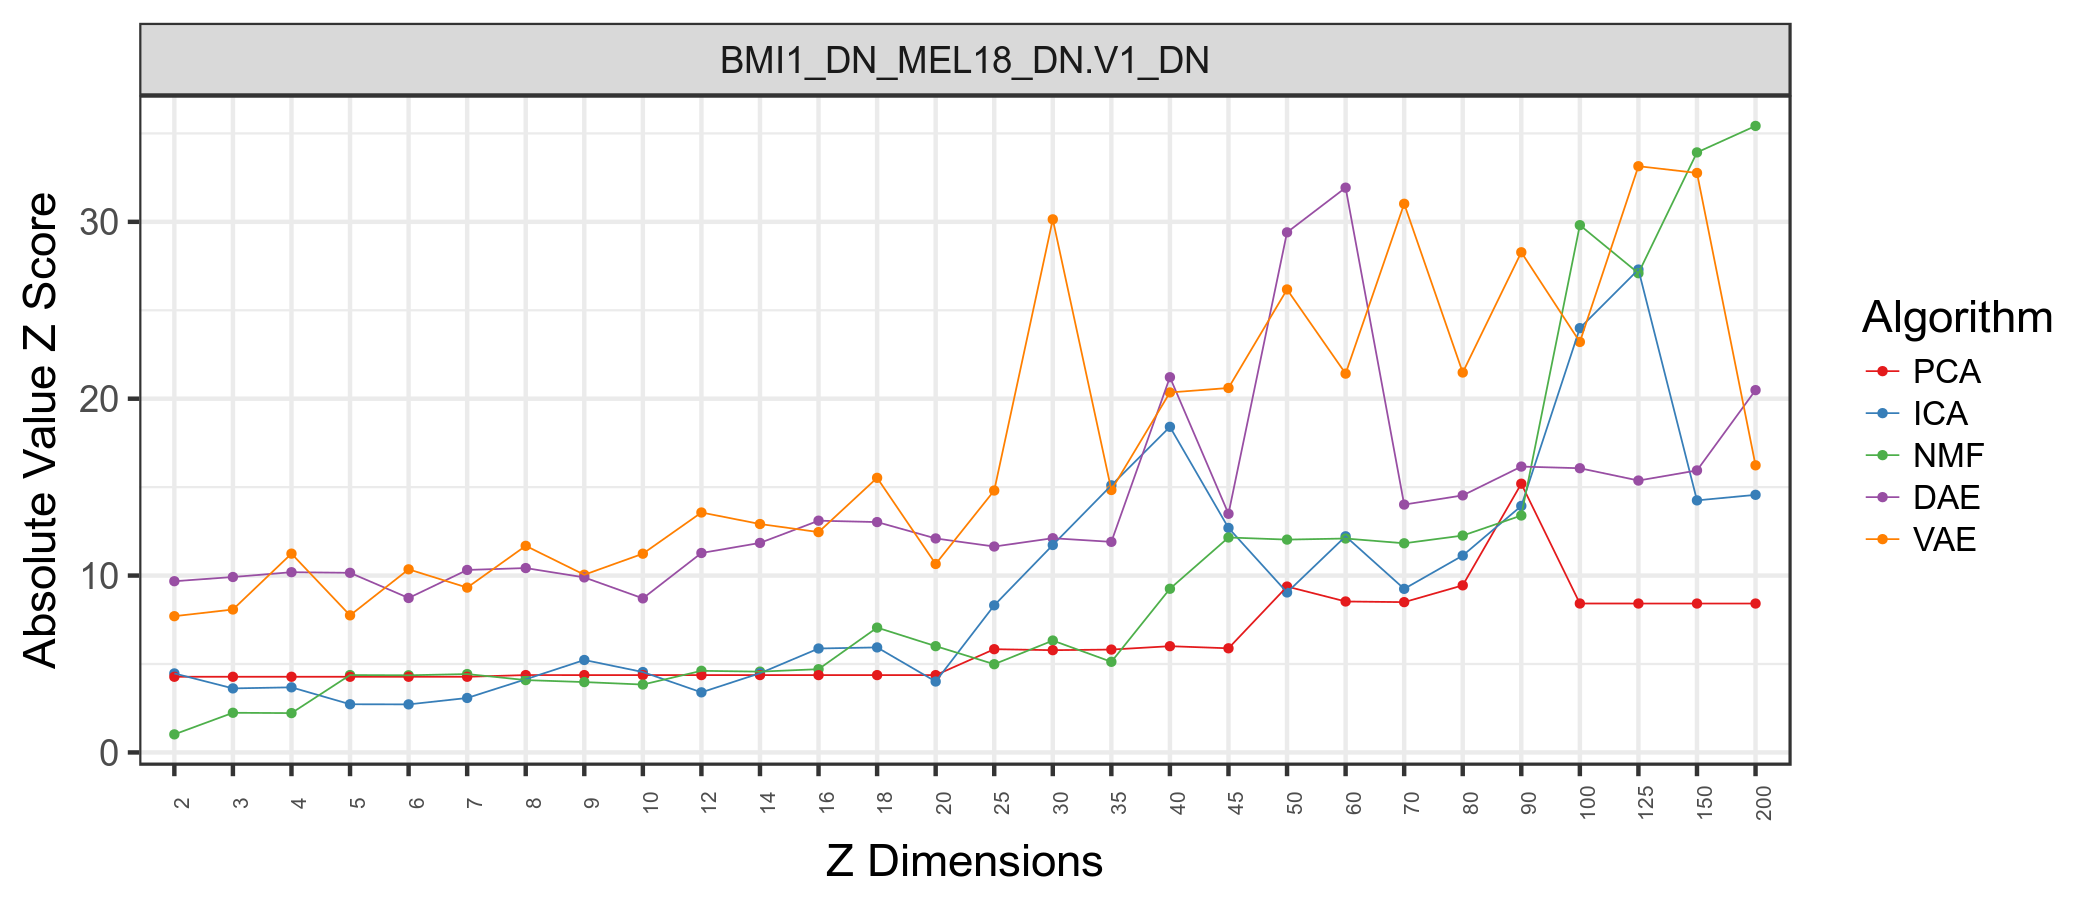 BMI1_DN_MEL18_DN.V1_DN
Absolute Value Z Score
30
20
10
0
2 3 4 5 6 7 8 9 10 12 14 16 18 20 25 30 35 40 45 50 60 70 80 90 100 125 150 200
Z Dimensions
Algorithm
PCA
ICA
NMF
DAE
VAE